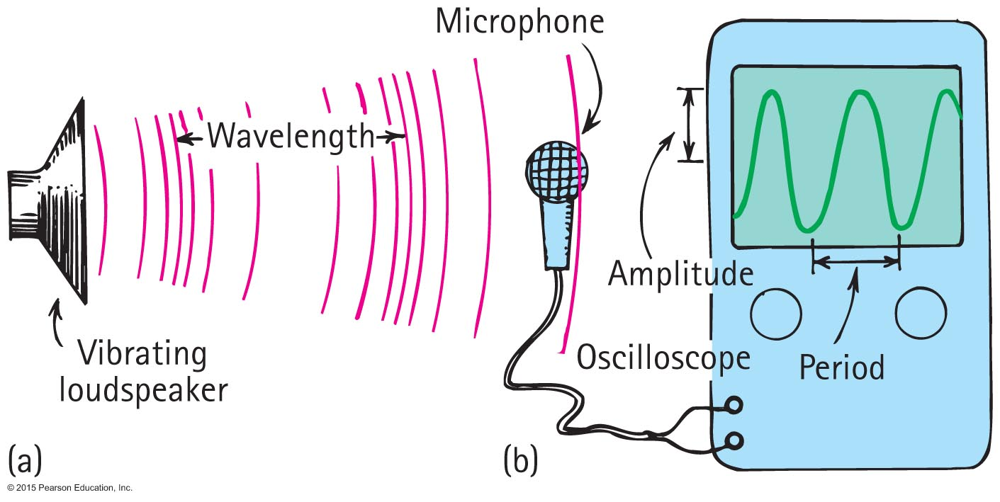 Microphone
Wavelength
Amplitude
Vibrating
loudspeaker
Oscilloscope
Period
(a)
(b)
© 2015 Pearson Education, Inc.